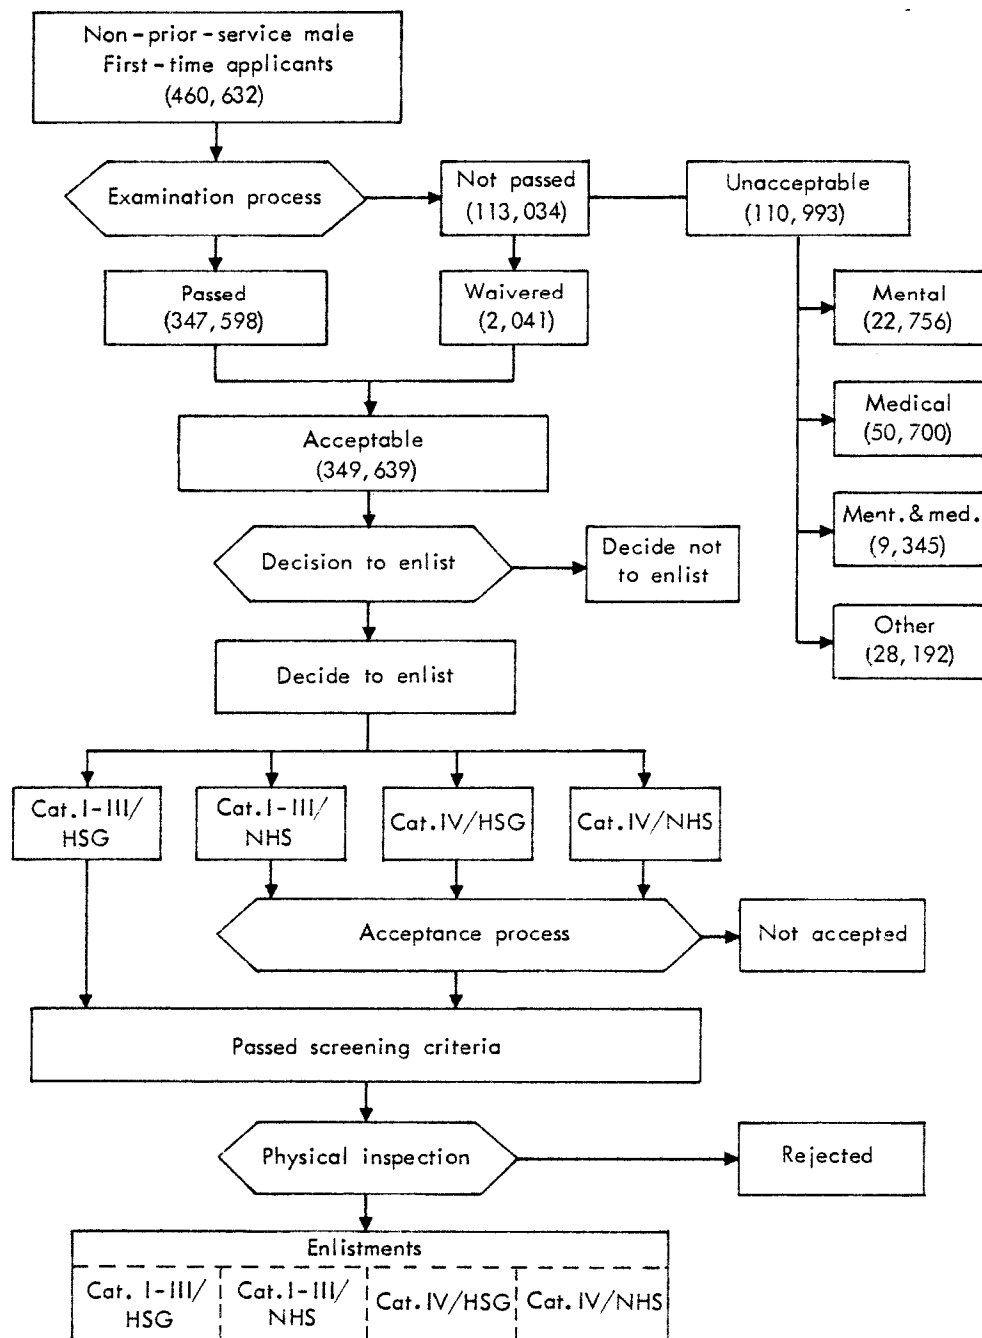 Non-prior-service male
First-time applicants
(460,632)
Examination process
Not passed
(113,034)
Unacceptable
(110,993)
Passed
(347,598)
Waivered
(2,041)
Mental
(22,756)
Medical
(50,700)
Ment.& med.
(9,345)
Other
(28,192)
Acceptable
(349,639)
Decision to enlist
Decide not
to enlist
Decide to enlist
Cat. I-III/
HSG
Cat. I-III/
NHS
Cat. IV/HSG
Cat. IV/NHS
Acceptance process
Not accepted
Passed screening criteria
Physical inspection
Rejected
Enlistments
Cat. I-III/
HSG
Cat. I-III/
NHS
Cat. IV/HSG
Cat. IV/NHS